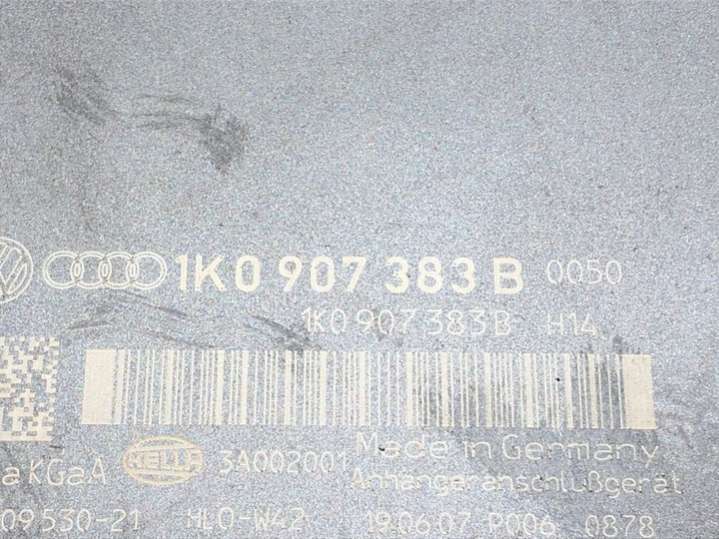 1K0 907 383 B 0050
1K0 907 383 B H14
Made in Germany
a KGaA HELLA 3A002001
Anhängeranschlußgerät
09 530-21 HLO-W42 19.06.07 P006 0878